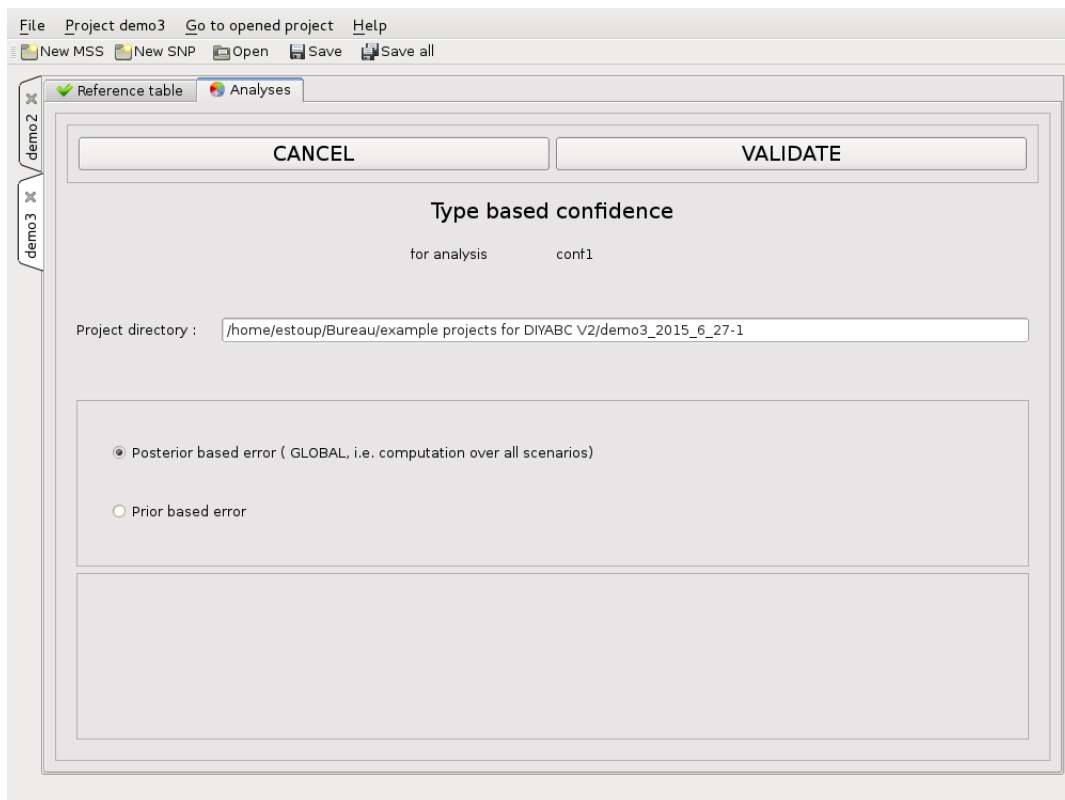 File Project demo3 Go to opened project Help
New MSS New SNP Open Save Save all
Reference table Analyses
demo2
demo3
CANCEL VALIDATE
Type based confidence
for analysis conf1
Project directory : /home/estoup/Bureau/example projects for DIYABC V2/demo3_2015_6_27-1
Posterior based error ( GLOBAL, i.e. computation over all scenarios)
Prior based error